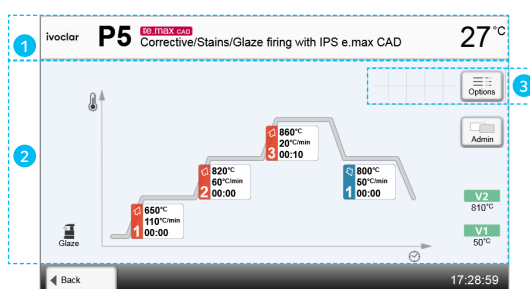 ivoclar
P5
IPS e.max CAD
Corrective/Stains/Glaze firing with IPS e.max CAD
27°C
1
3
Options
Admin
2
860°C
20°C/min
3 00:10
820°C
60°C/min
2 00:00
800°C
50°C/min
1 00:00
650°C
110°C/min
1 00:00
V2
810°C
V1
50°C
Glaze
Back
17:28:59